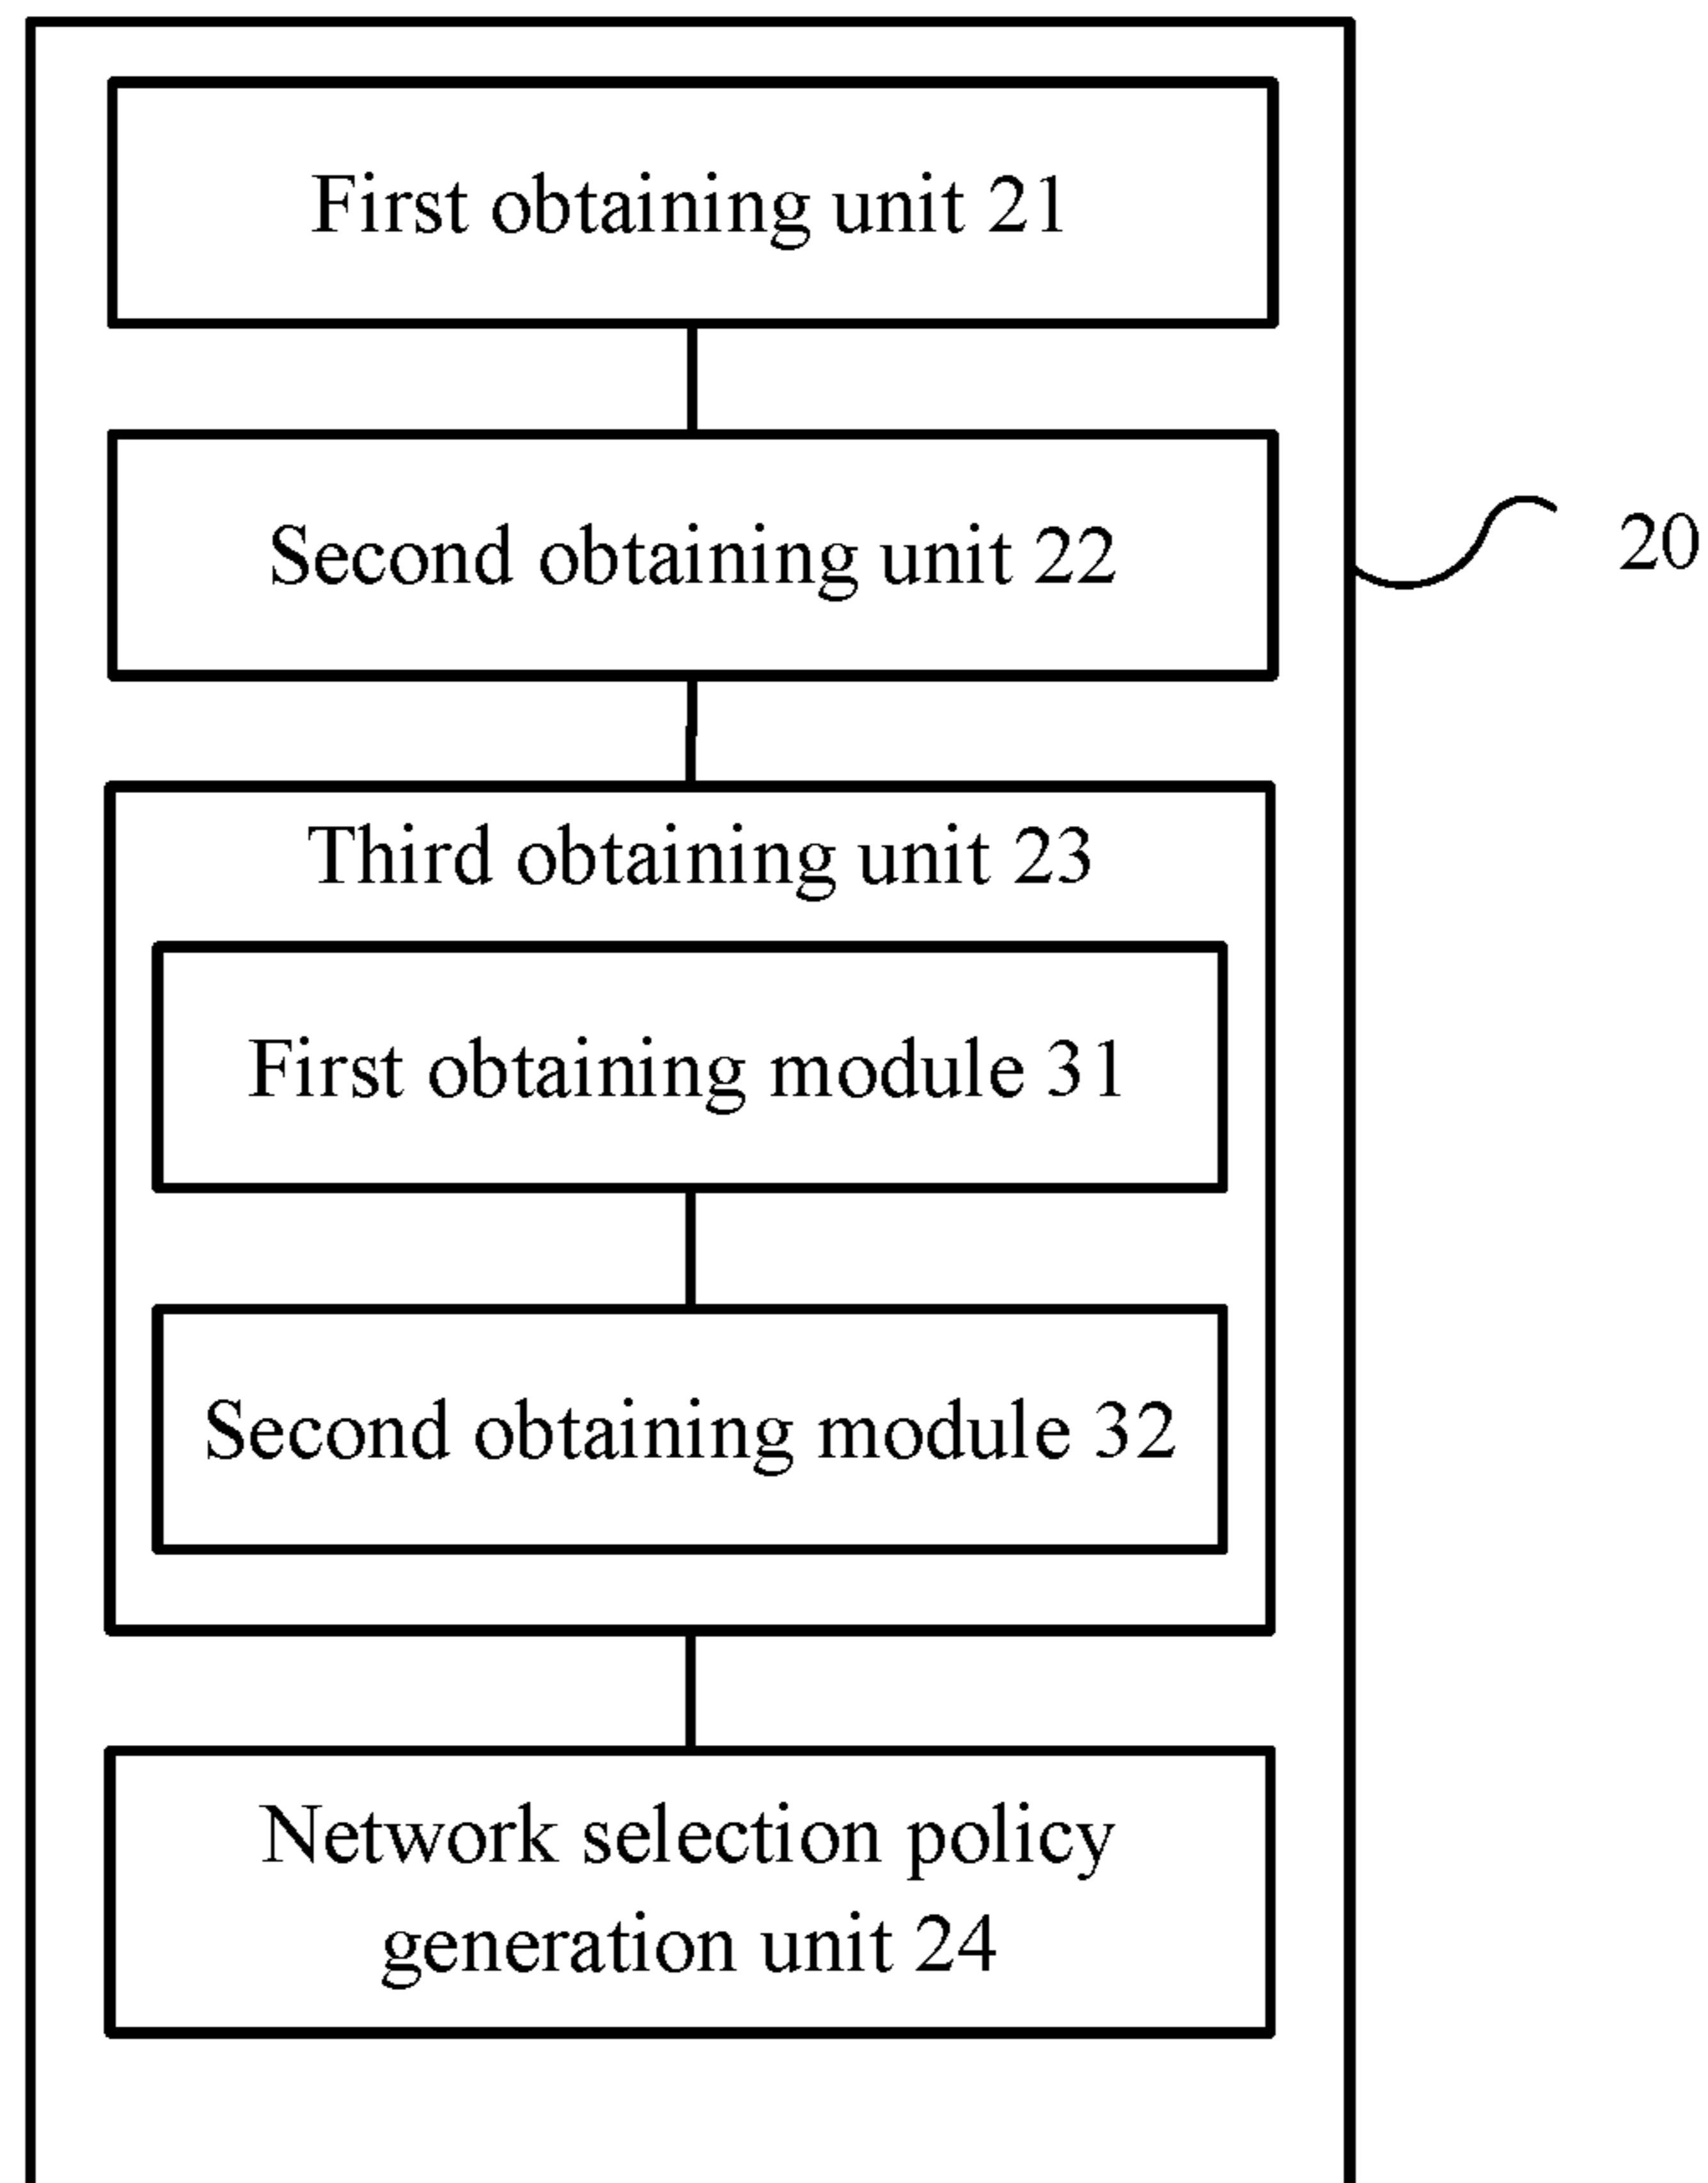 First obtaining unit 21
Second obtaining unit 22
20
Third obtaining unit 23
First obtaining module 31
Second obtaining module 32
Network selection policy
generation unit 24